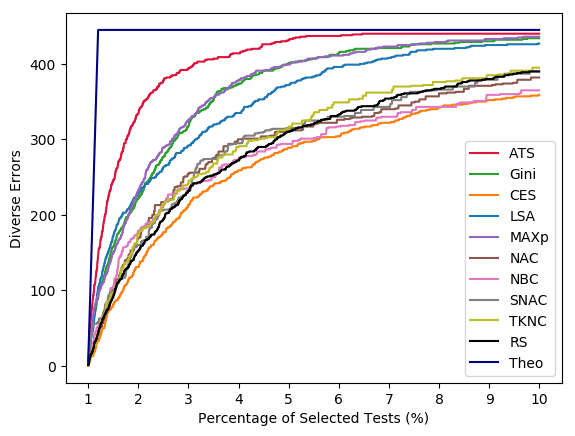 400
300
200
100
0
Diverse Errors
1 2 3 4 5 6 7 8 9 10
Percentage of Selected Tests (%)
ATS
Gini
CES
LSA
MAXp
NAC
NBC
SNAC
TKNC
RS
Theo